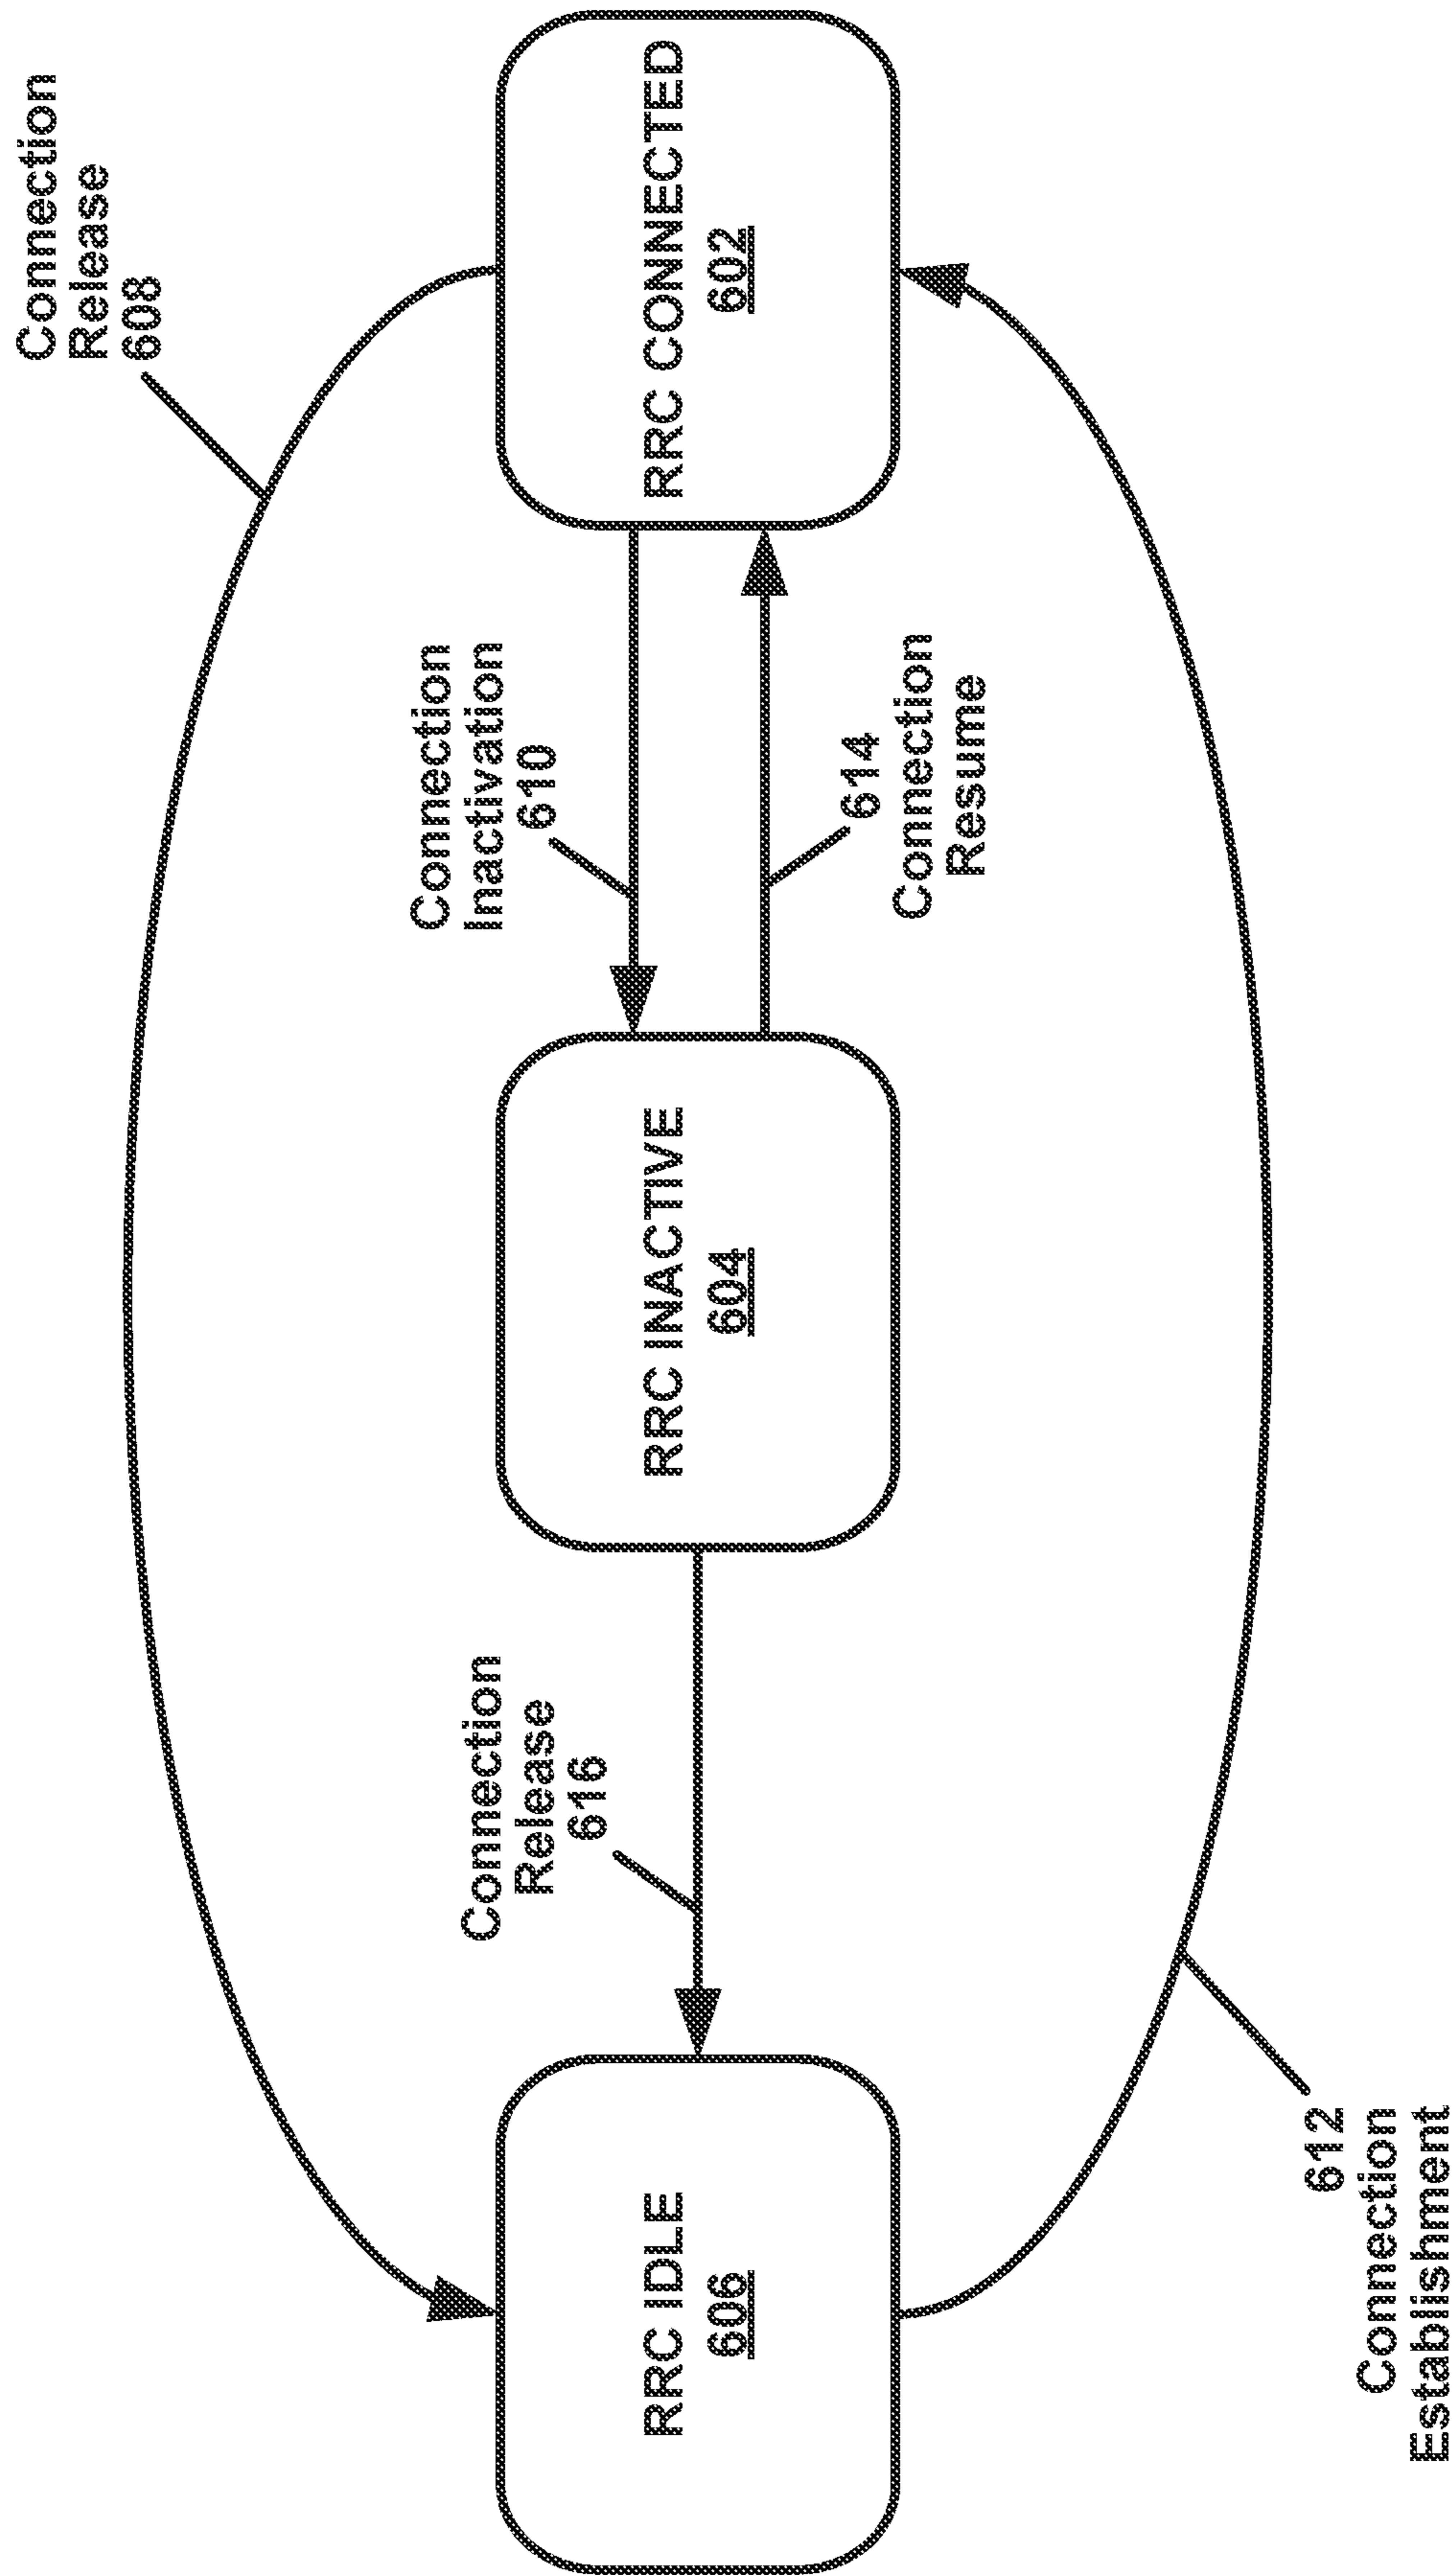 Connection
Release
608
RRC CONNECTED
602
Connection
Inactivation
610
614
Connection
Resume
RRC INACTIVE
604
Connection
Release
616
RRC IDLE
606
612
Connection
Establishment